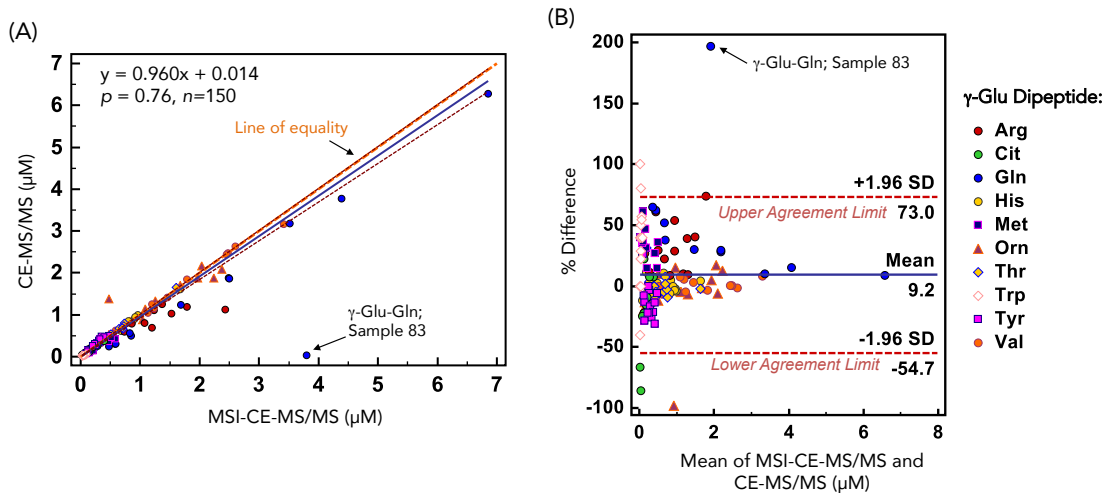 (A)
7
6
5
4
3
2
1
0
CE-MS/MS (µM)
y = 0.960x + 0.014
p = 0.76, n=150
Line of equality
γ-Glu-Gln;
Sample 83
0 1 2 3 4 5 6 7
MSI-CE-MS/MS (µM)
(B)
200
150
100
50
0
-50
-100
% Difference
γ-Glu-Gln; Sample 83
+1.96 SD
Upper Agreement Limit 73.0
Mean
9.2
-1.96 SD
Lower Agreement Limit -54.7
0 2 4 6 8
Mean of MSI-CE-MS/MS and
CE-MS/MS (µM)
γ-Glu Dipeptide:
Arg
Cit
Gln
His
Met
Orn
Thr
Trp
Tyr
Val